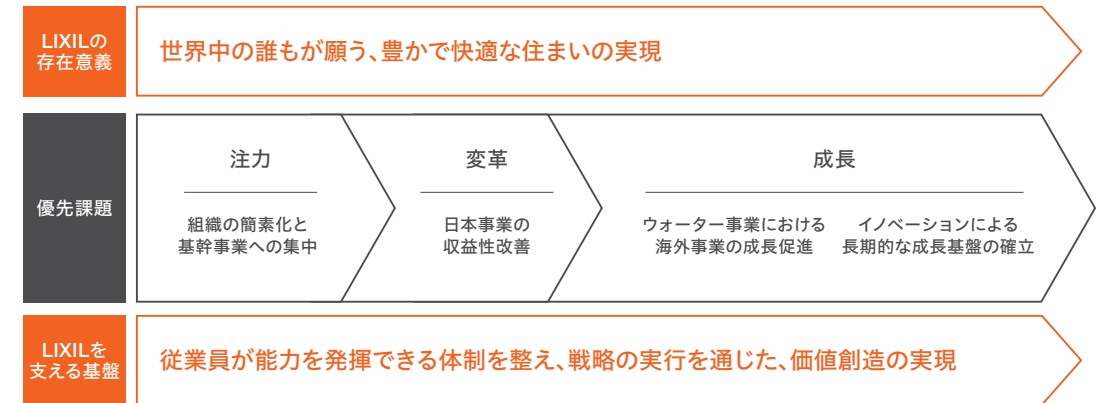 LIXILの
存在意義
世界中の誰もが願う、豊かで快適な住まいの実現
優先課題
注力
組織の簡素化と
基幹事業への集中
変革
日本事業の
収益性改善
成長
ウォーター事業における
海外事業の成長促進
イノベーションによる
長期的な成長基盤の確立
LIXILを
支える基盤
従業員が能力を発揮できる体制を整え、戦略の実行を通じた、価値創造の実現